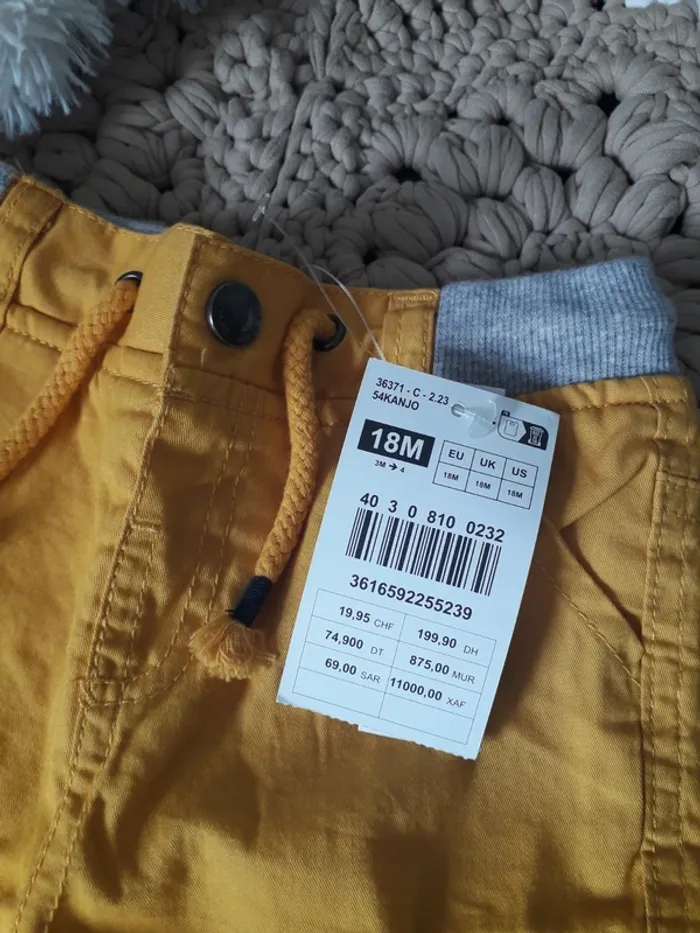 36371 - C - 2.23
54KANJO
18M
3M ➔ 4
EU UK US
18M 18M 18M
40 3 0 810 0232
3616592255239
19,95 CHF 199,90 DH
74,900 DT 875,00 MUR
69,00 SAR 11000,00 XAF